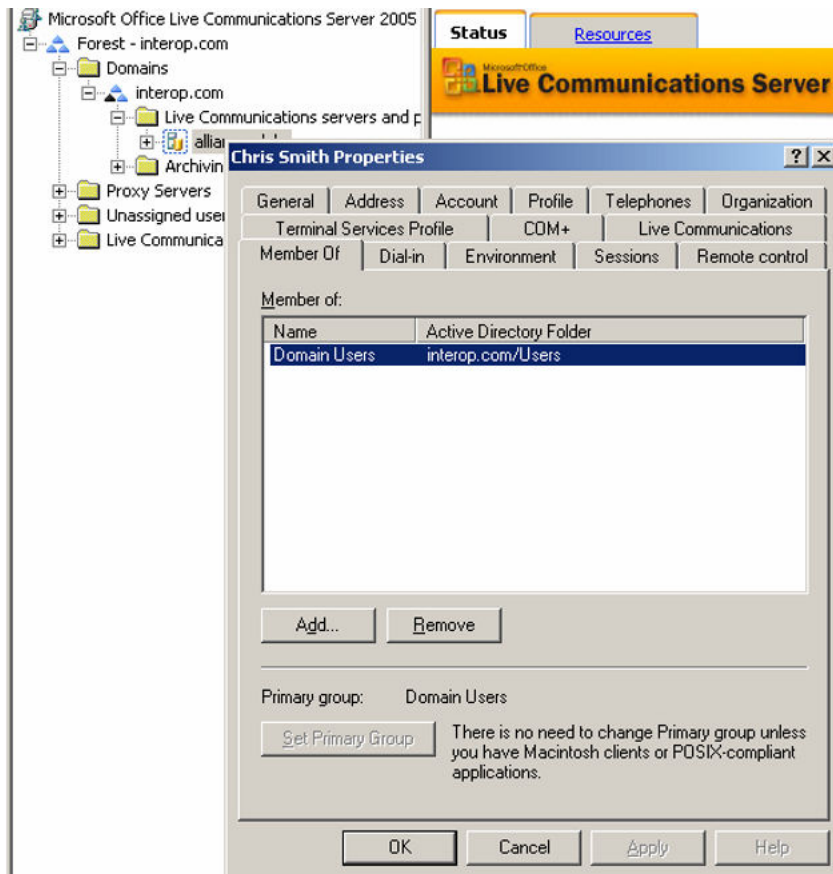 Microsoft Office Live Communications Server 2005
Forest - interop.com
Domains
interop.com
Live Communications servers and p
Archivin
Proxy Servers
Unassigned user
Live Communica
Status
Resources
Microsoft Office
Live Communications Server
Chris Smith Properties
General Address Account Profile Telephones Organization
Terminal Services Profile COM+ Live Communications
Member Of Dial-in Environment Sessions Remote control
Member of:
Name Active Directory Folder
Domain Users interop.com/Users
Add... Remove
Primary group: Domain Users
Set Primary Group
There is no need to change Primary group unless
you have Macintosh clients or POSIX-compliant
applications.
OK Cancel Apply Help